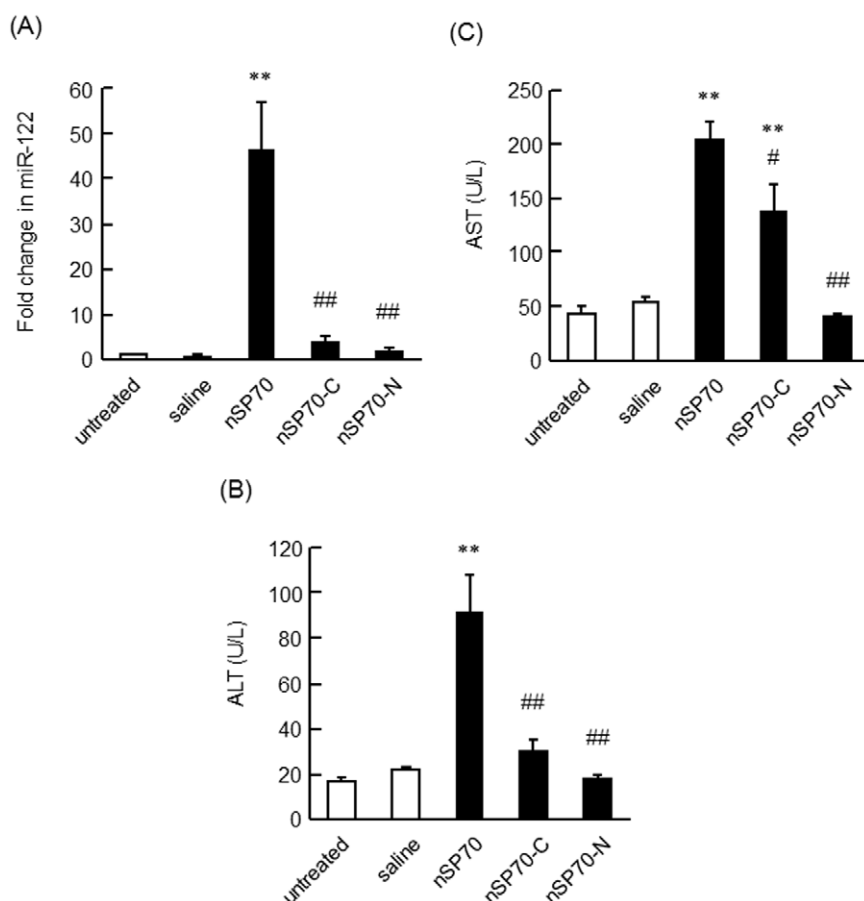 (A)
Fold change in miR-122
60
50
40
30
20
10
0
**
##
##
untreated
saline
nSP70
nSP70-C
nSP70-N
(C)
AST (U/L)
250
200
150
100
50
0
**
**
#
##
untreated
saline
nSP70
nSP70-C
nSP70-N
(B)
ALT (U/L)
120
100
80
60
40
20
0
**
##
##
untreated
saline
nSP70
nSP70-C
nSP70-N